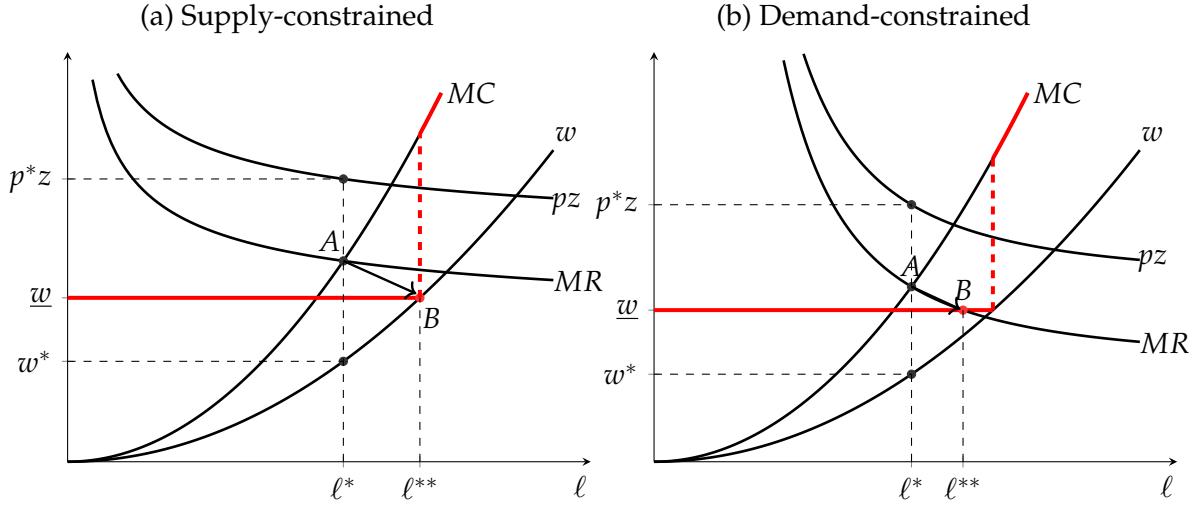 (a) Supply-constrained
MC
w
p*z
pz
A
MR
w
B
w*
ℓ*
ℓ**
ℓ
(b) Demand-constrained
MC
w
p*z
pz
A
B
w
MR
w*
ℓ*
ℓ**
ℓ